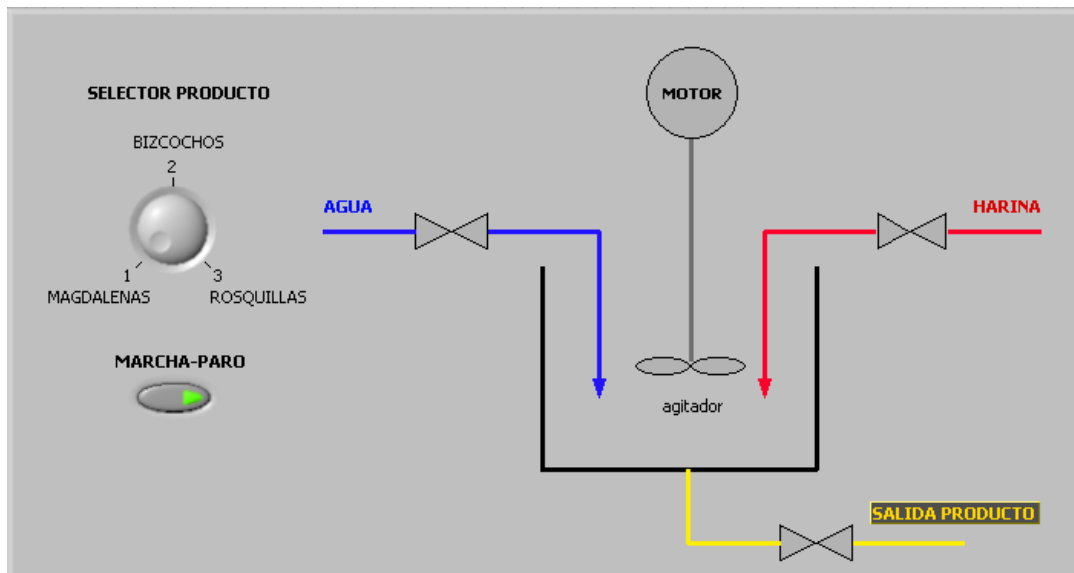 SELECTOR PRODUCTO
BIZCOCHOS
2
1
3
MAGDALENAS
ROSQUILLAS
MARCHA-PARO
MOTOR
AGUA
HARINA
agitador
SALIDA PRODUCTO